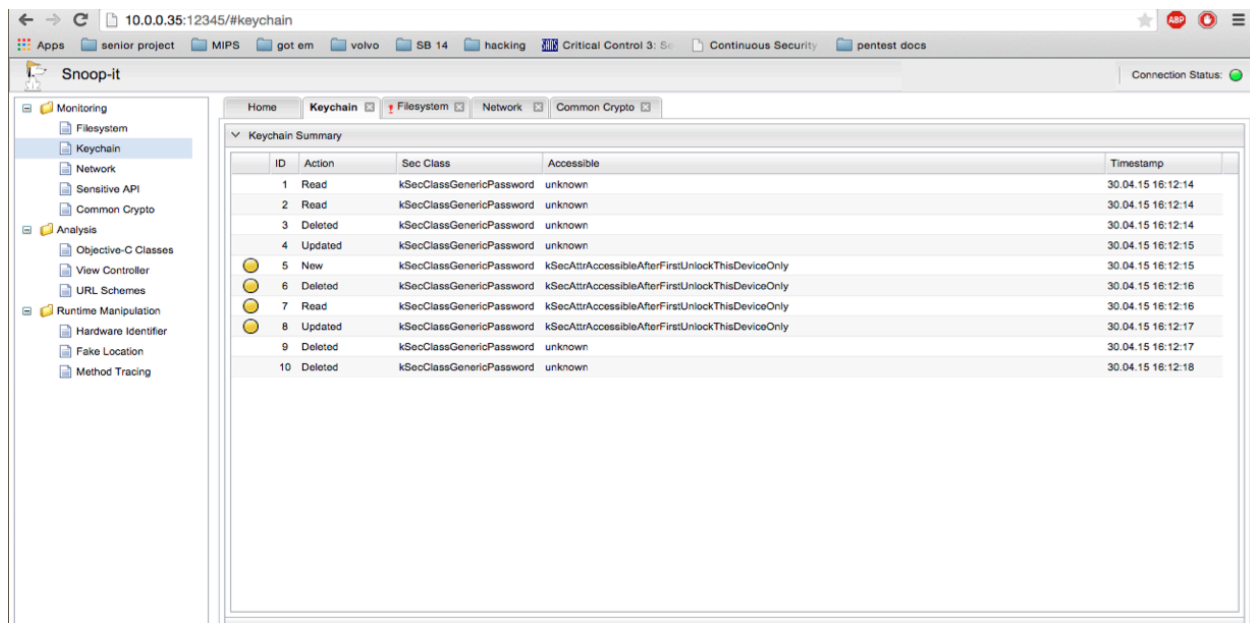 10.0.0.35:12345/#keychain
ABP
Apps senior project MIPS got em volvo SB 14 hacking Critical Control 3: Se Continuous Security pentest docs
Snoop-it Connection Status:
Monitoring
Filesystem
Keychain
Network
Sensitive API
Common Crypto
Analysis
Objective-C Classes
View Controller
URL Schemes
Runtime Manipulation
Hardware Identifier
Fake Location
Method Tracing
Home Keychain Filesystem Network Common Crypto
Keychain Summary
ID Action Sec Class Accessible Timestamp
1 Read kSecClassGenericPassword unknown 30.04.15 16:12:14
2 Read kSecClassGenericPassword unknown 30.04.15 16:12:14
3 Deleted kSecClassGenericPassword unknown 30.04.15 16:12:14
4 Updated kSecClassGenericPassword unknown 30.04.15 16:12:15
5 New kSecClassGenericPassword kSecAttrAccessibleAfterFirstUnlockThisDeviceOnly 30.04.15 16:12:15
6 Deleted kSecClassGenericPassword kSecAttrAccessibleAfterFirstUnlockThisDeviceOnly 30.04.15 16:12:16
7 Read kSecClassGenericPassword kSecAttrAccessibleAfterFirstUnlockThisDeviceOnly 30.04.15 16:12:16
8 Updated kSecClassGenericPassword kSecAttrAccessibleAfterFirstUnlockThisDeviceOnly 30.04.15 16:12:17
9 Deleted kSecClassGenericPassword unknown 30.04.15 16:12:17
10 Deleted kSecClassGenericPassword unknown 30.04.15 16:12:18